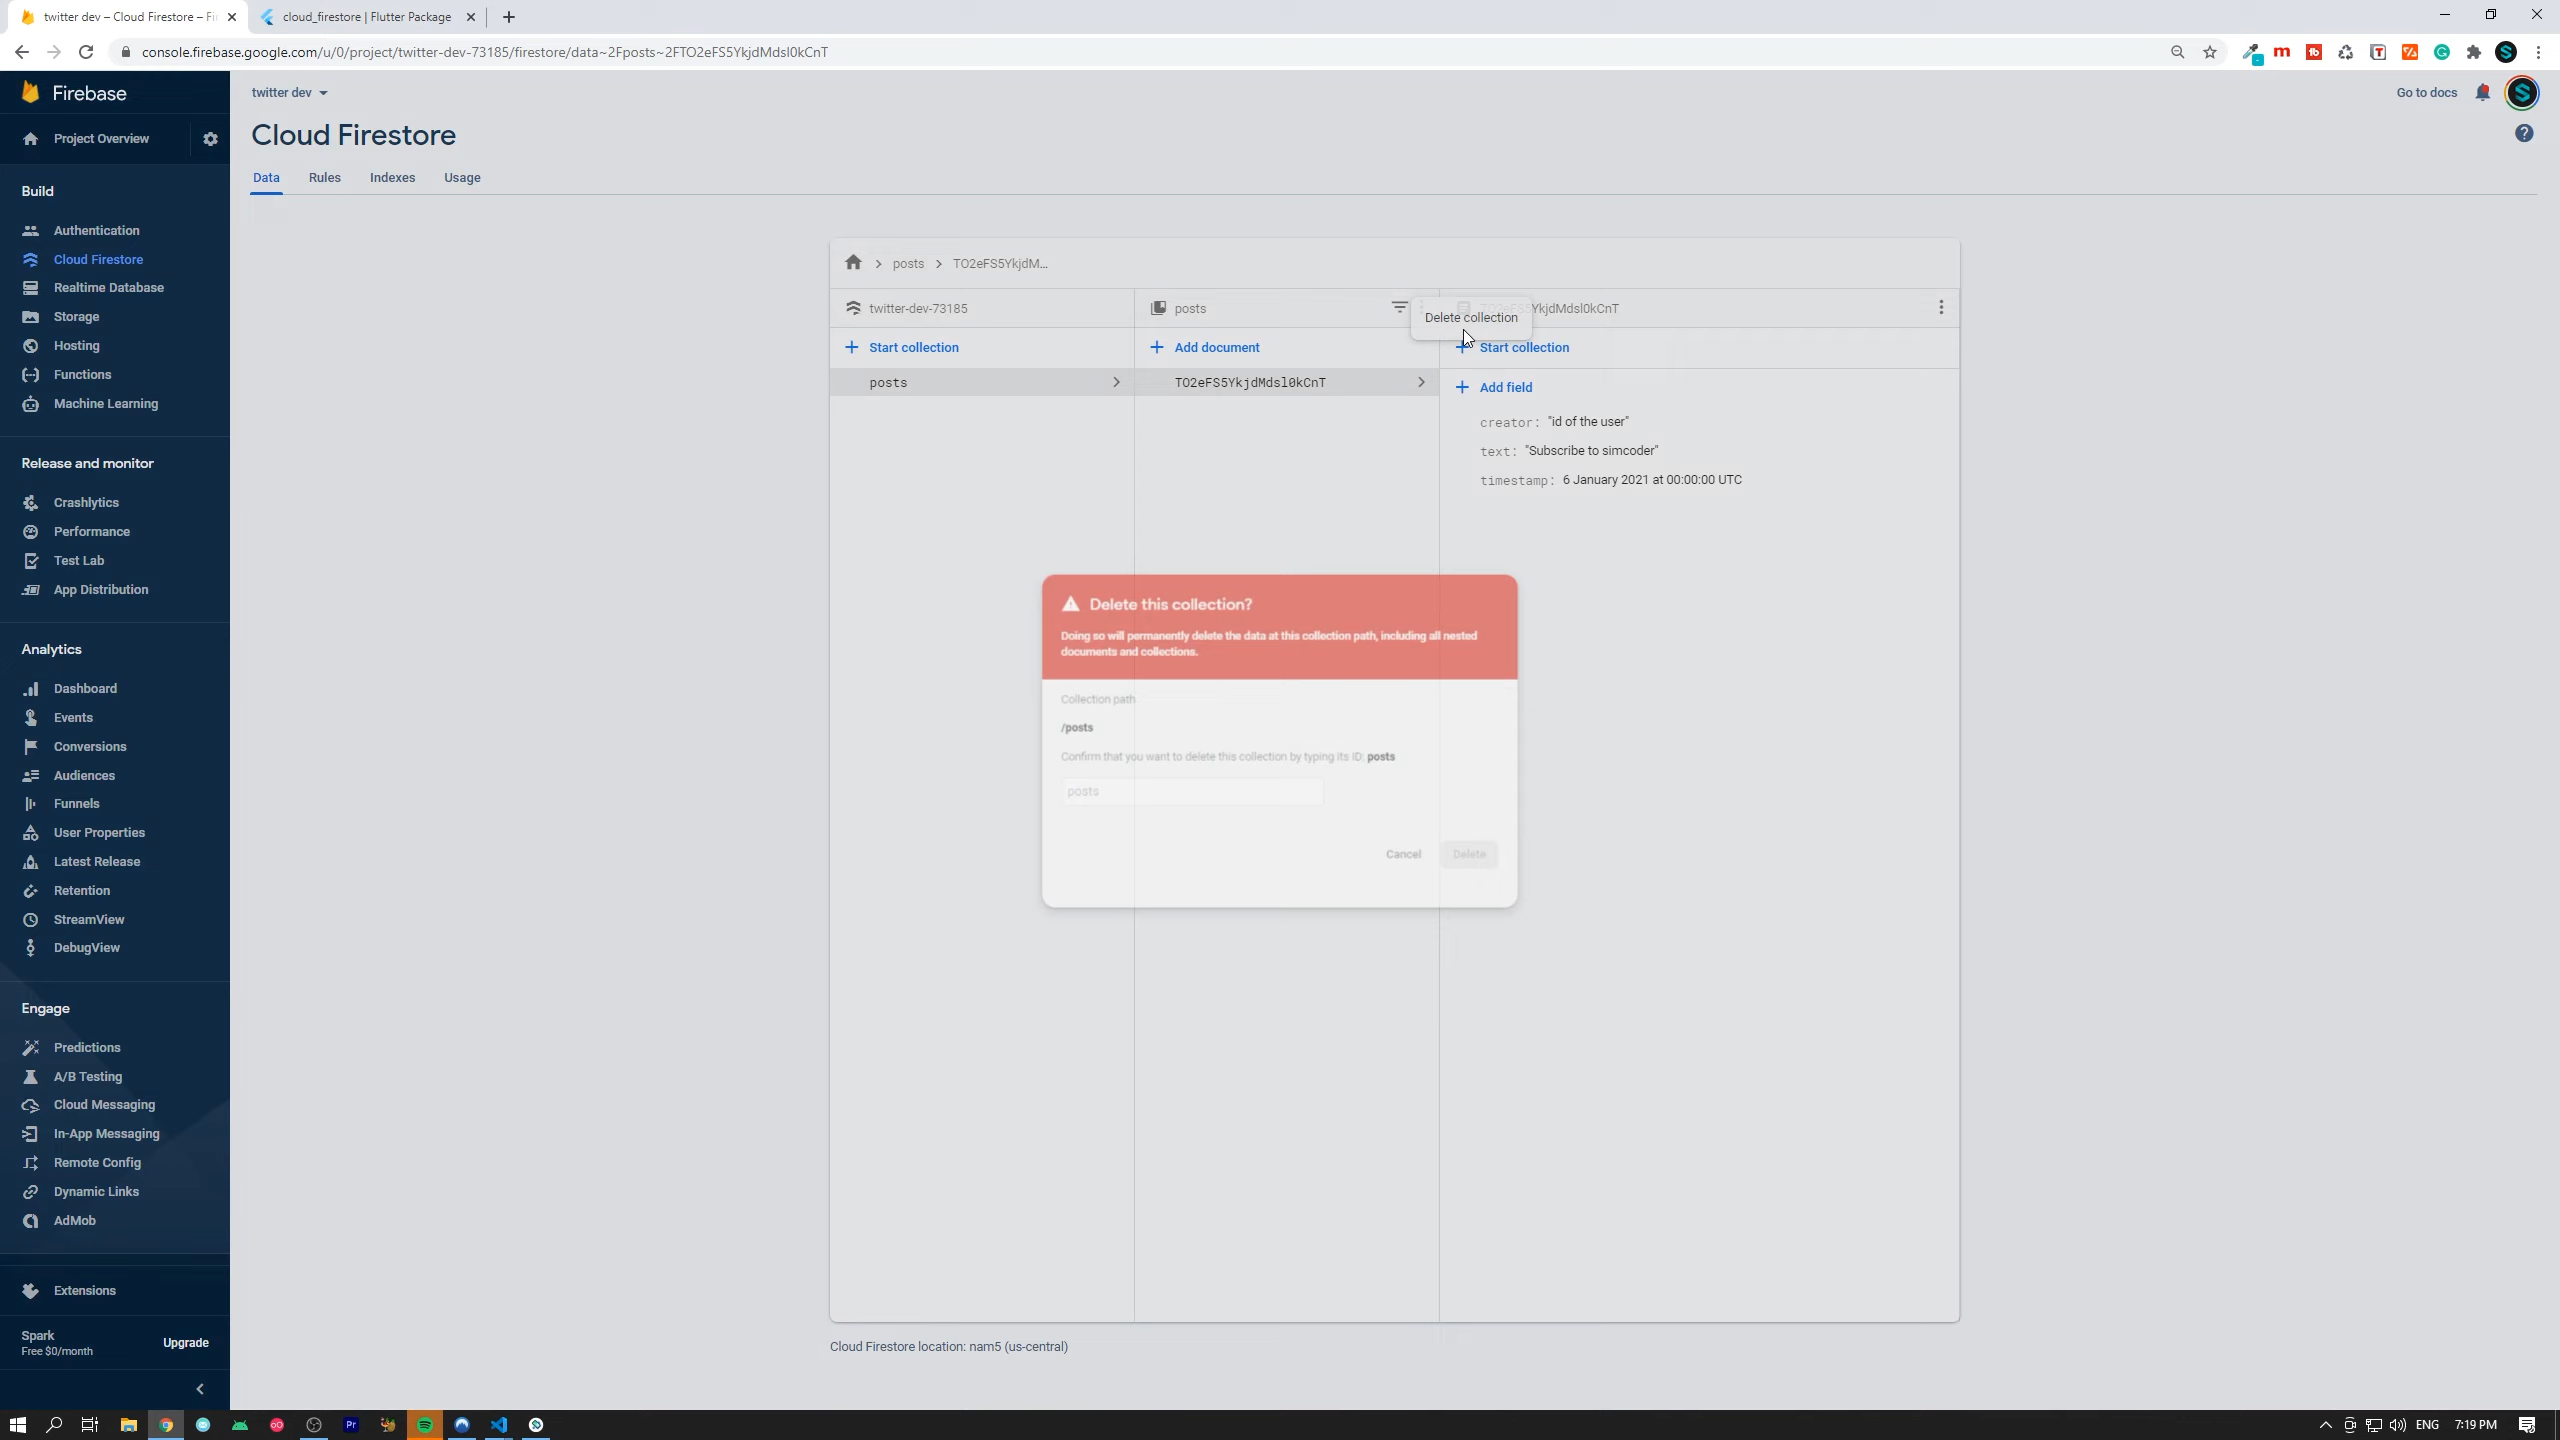 twitter dev – Cloud Firestore – Fi
cloud_firestore | Flutter Package
console.firebase.google.com/u/0/project/twitter-dev-73185/firestore/data~2Fposts~2FTO2eFS5YkjdMdsl0kCnT
Firebase
Project Overview
Build
Authentication
Cloud Firestore
Realtime Database
Storage
Hosting
Functions
Machine Learning
Release and monitor
Crashlytics
Performance
Test Lab
App Distribution
Analytics
Dashboard
Events
Conversions
Audiences
Funnels
User Properties
Latest Release
Retention
StreamView
DebugView
Engage
Predictions
A/B Testing
Cloud Messaging
In-App Messaging
Remote Config
Dynamic Links
AdMob
Extensions
Spark
Free $0/month
Upgrade
twitter dev
Go to docs
Cloud Firestore
Data
Rules
Indexes
Usage
posts
TO2eFS5YkjdM...
twitter-dev-73185
posts
TO2eFS5YkjdMdsl0kCnT
Delete collection
Start collection
Add document
Start collection
posts
TO2eFS5YkjdMdsl0kCnT
Add field
creator: "id of the user"
text: "Subscribe to simcoder"
timestamp: 6 January 2021 at 00:00:00 UTC
Delete this collection?
Doing so will permanently delete the data at this collection path, including all nested
documents and collections.
Collection path
/posts
Confirm that you want to delete this collection by typing its ID: posts
posts
Cancel
Delete
Cloud Firestore location: nam5 (us-central)
ENG
7:19 PM